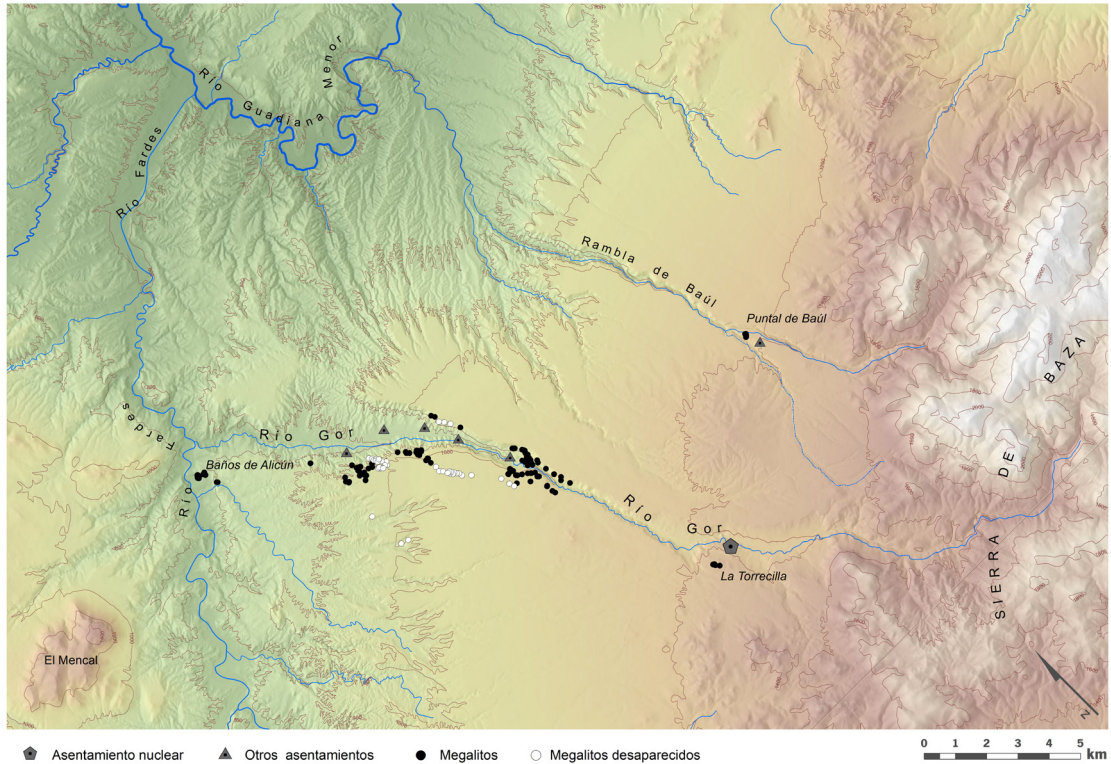 Río Guadiana Menor
Río Fardes
Rambla de Baúl
Puntal de Baúl
SIERRA DE BAZA
Río Fardes
Río Gor
Baños de Alicún
Río Gor
La Torrecilla
El Mencal
N
Asentamiento nuclear
Otros asentamientos
Megalitos
Megalitos desaparecidos
0 1 2 3 4 5 km